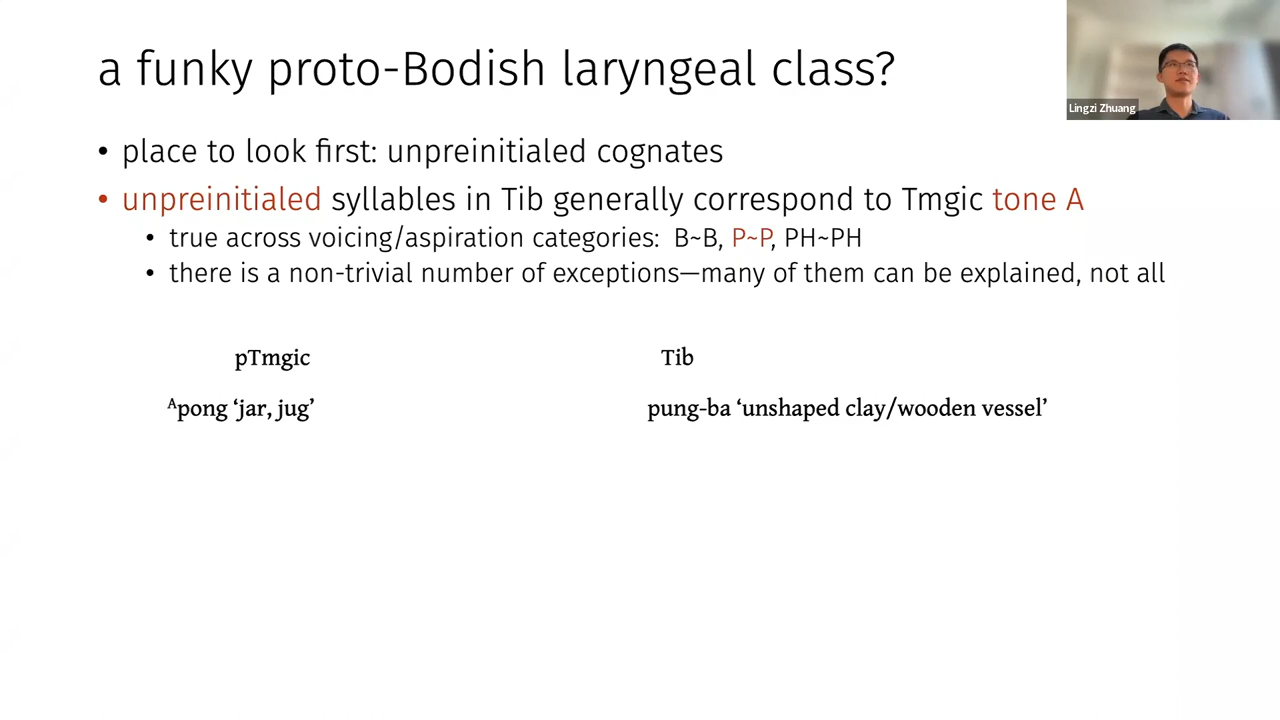 a funky proto-Bodish laryngeal class?
Lingzi Zhuang
• place to look first: unpreinitialed cognates
• unpreinitialed syllables in Tib generally correspond to Tmgic tone A
• true across voicing/aspiration categories: B~B, P~P, PH~PH
• there is a non-trivial number of exceptions—many of them can be explained, not all
pTmgic Tib
ᴬpong ‘jar, jug’ pung-ba ‘unshaped clay/wooden vessel’